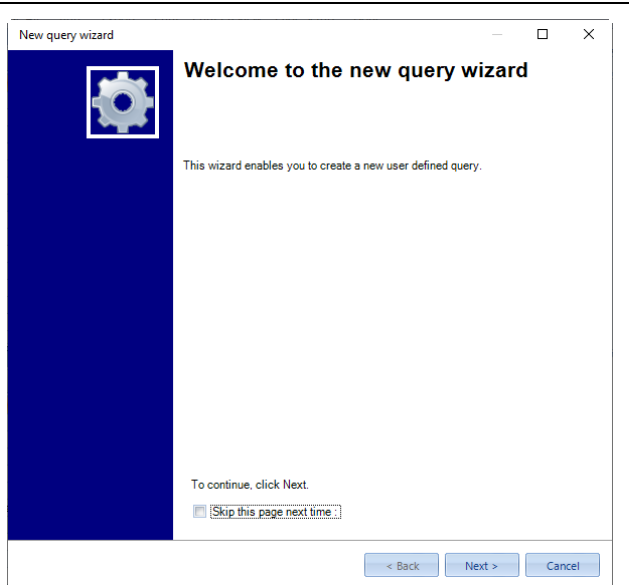 New query wizard
Welcome to the new query wizard
This wizard enables you to create a new user defined query.
To continue, click Next.
Skip this page next time :
< Back Next > Cancel